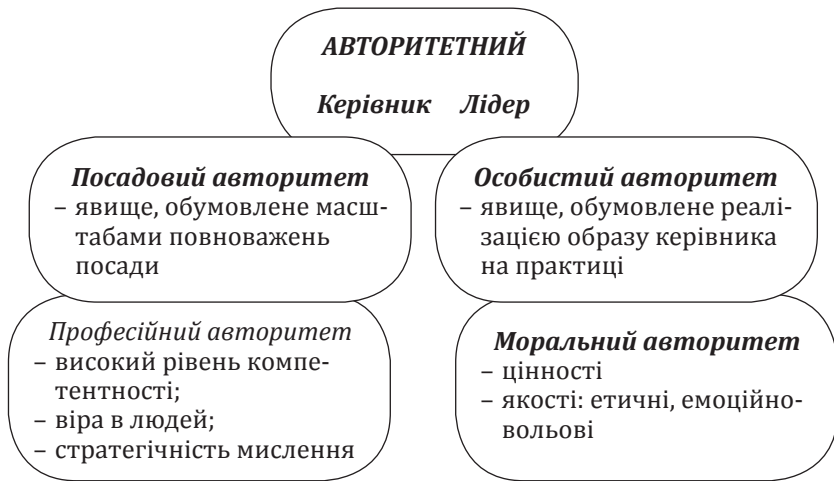 АВТОРИТЕТНИЙ
Керівник Лідер
Посадовий авторитет
– явище, обумовлене масш-
табами повноважень
посади
Особистий авторитет
– явище, обумовлене реалі-
зацією образу керівника
на практиці
Професійний авторитет
– високий рівень компе-
тентності;
– віра в людей;
– стратегічність мислення
Моральний авторитет
– цінності
– якості: етичні, емоційно-
вольові